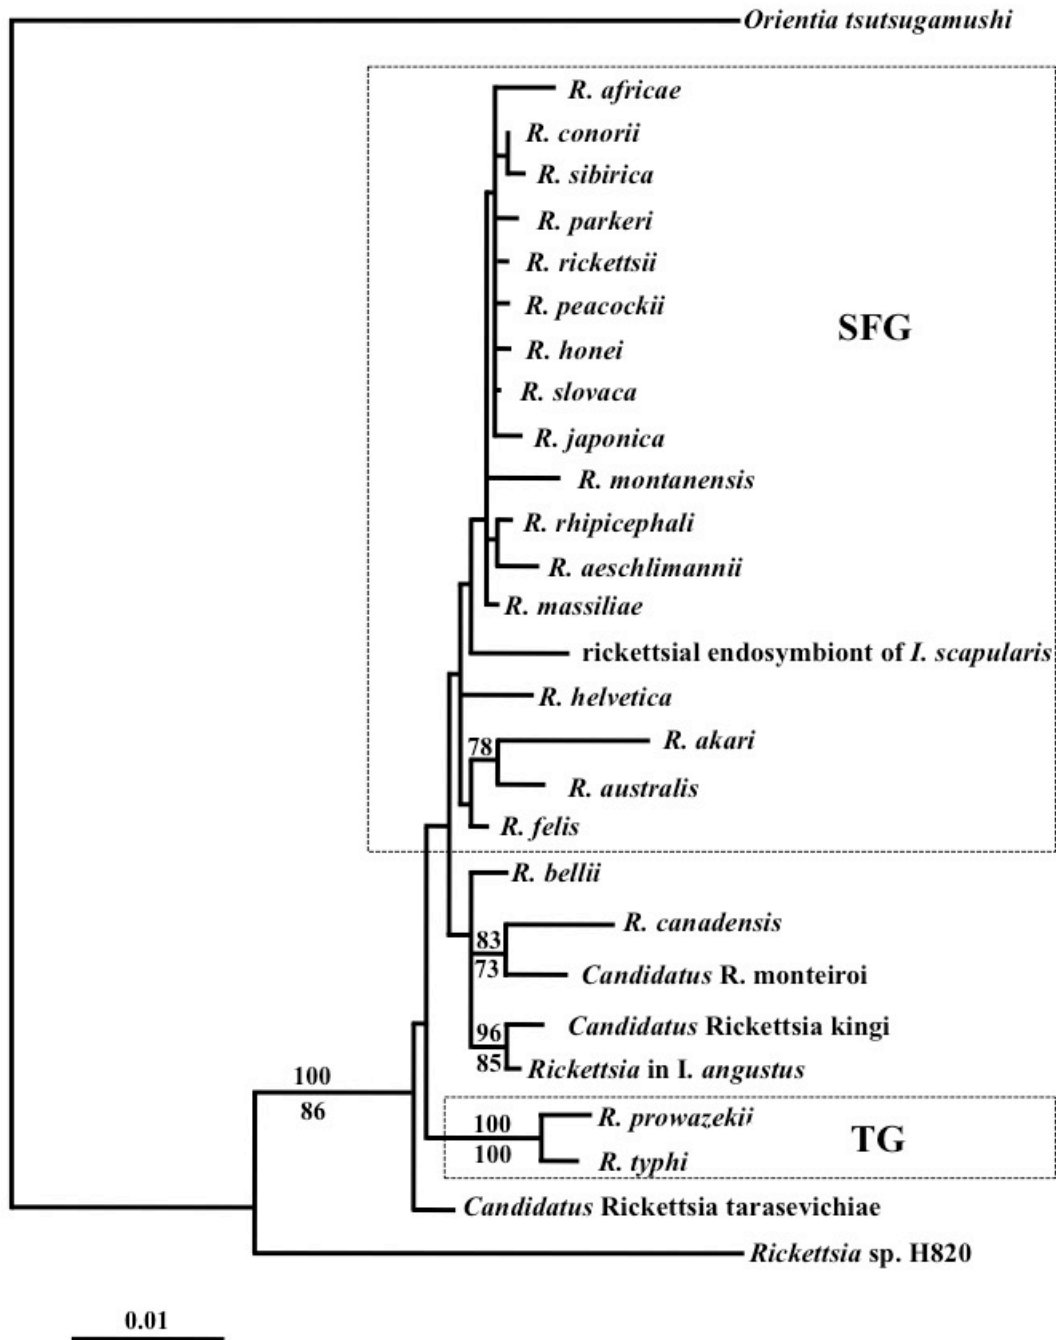 Orientia tsutsugamushi
R. africae
R. conorii
R. sibirica
R. parkeri
R. rickettsii
R. peacockii
SFG
R. honei
R. slovaca
R. japonica
R. montanensis
R. rhipicephali
R. aeschlimannii
R. massiliae
rickettsial endosymbiont of I. scapularis
R. helvetica
78
R. akari
R. australis
R. felis
R. bellii
R. canadensis
83
73
Candidatus R. monteiroi
96
Candidatus Rickettsia kingi
85
Rickettsia in I. angustus
100
86
100
R. prowazekii
TG
100
R. typhi
Candidatus Rickettsia tarasevichiae
Rickettsia sp. H820
0.01